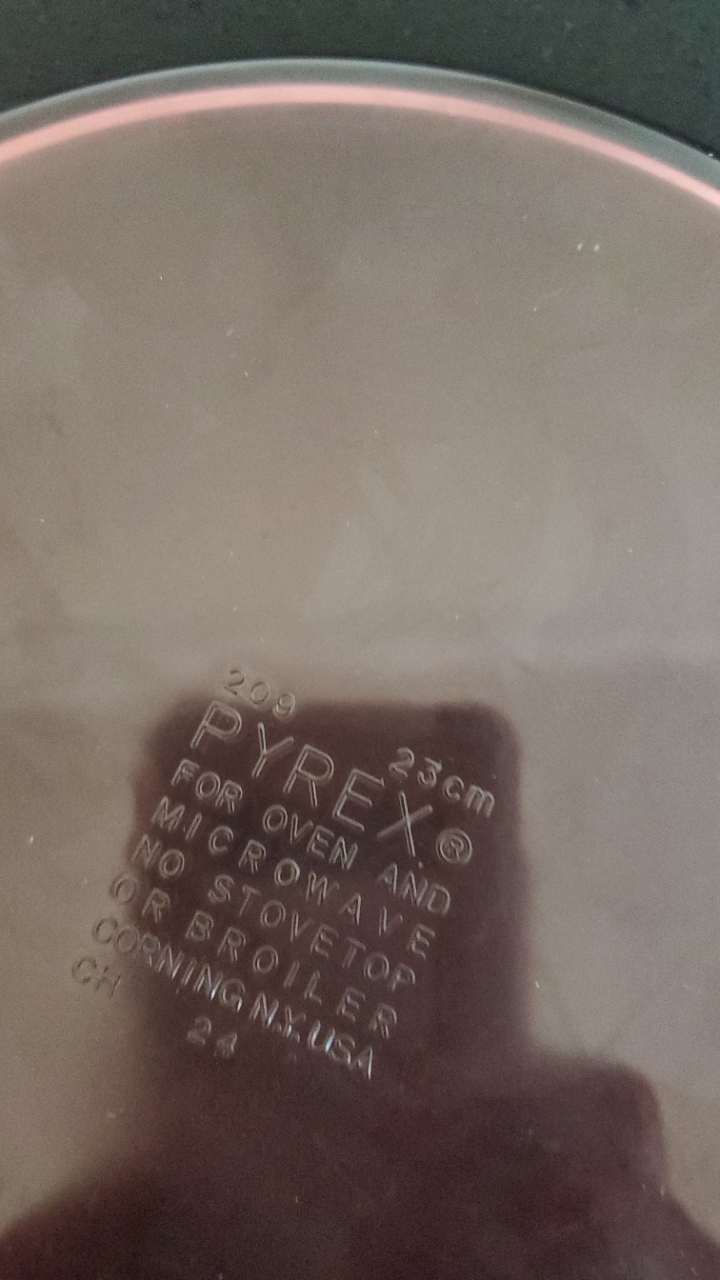 209
PYREX®
23cm
FOR OVEN AND
MICROWAVE
NO STOVETOP
OR BROILER
CORNING N.Y. USA
CH
24